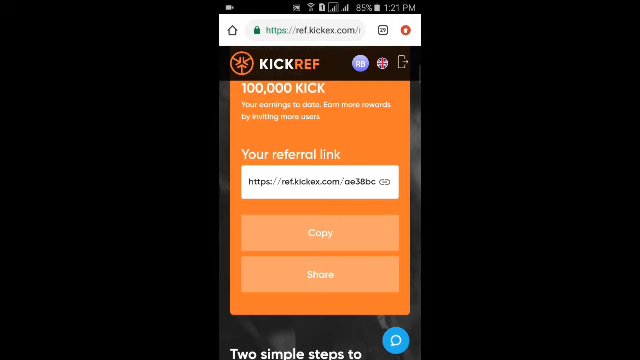 85% 1:21 PM
https://ref.kickex.com/r
29
KICKREF
RB
100,000 KICK
Your earnings to date. Earn more rewards
by inviting more users
Your referral link
https://ref.kickex.com/ae38bc
Copy
Share
Two simple steps to